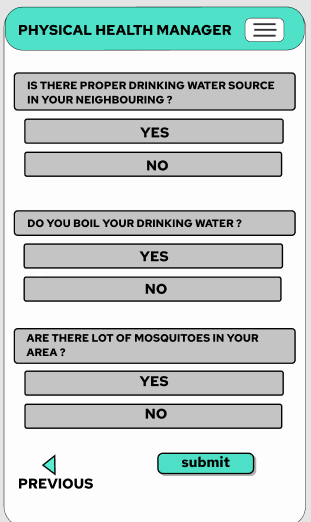 PHYSICAL HEALTH MANAGER
IS THERE PROPER DRINKING WATER SOURCE
IN YOUR NEIGHBOURING ?
YES
NO
DO YOU BOIL YOUR DRINKING WATER ?
YES
NO
ARE THERE LOT OF MOSQUITOES IN YOUR
AREA ?
YES
NO
submit
PREVIOUS